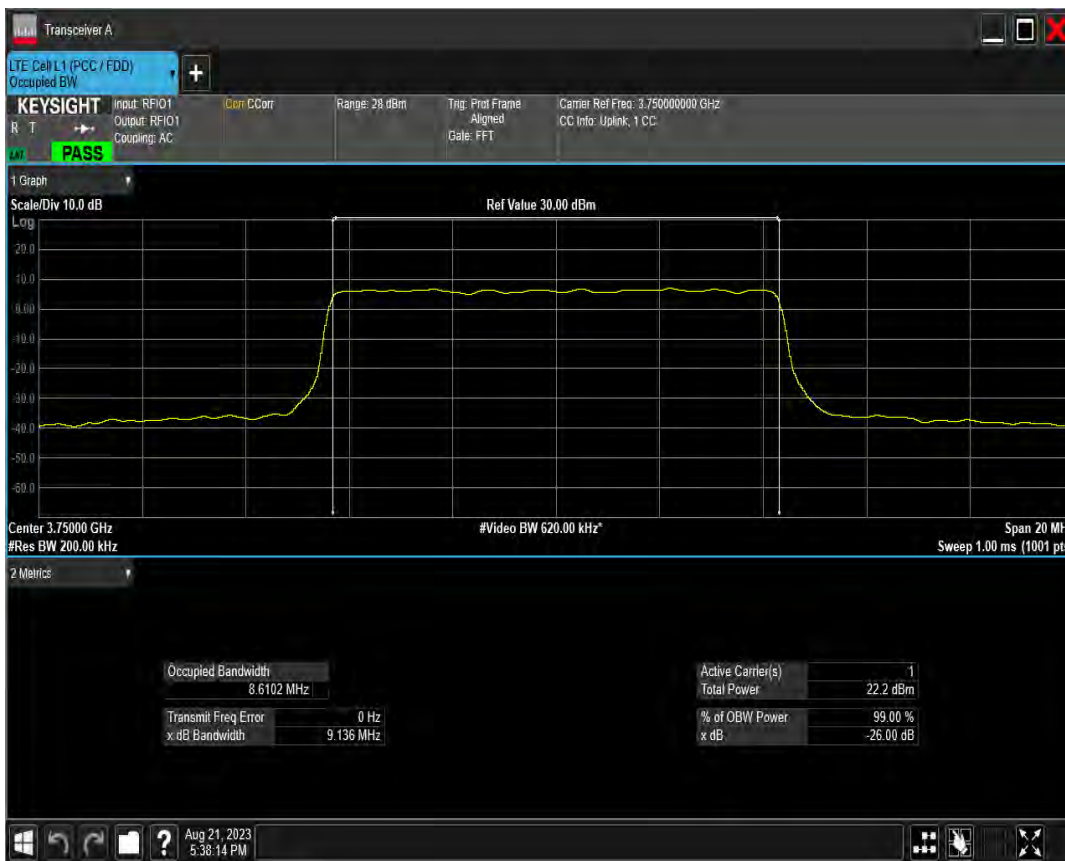 Transceiver A
LTE Cell L1 (PCC / FDD)
Occupied BW
+
KEYSIGHT
R T
PASS
Input: RFIO1
Output: RFIO1
Coupling: AC
Corr CCorr
Range: 28 dBm
Trig: Prot Frame
Aligned
Gate: FFT
Carrier Ref Freq: 3.750000000 GHz
CC Info: Uplink, 1 CC
1 Graph
Scale/Div 10.0 dB
Ref Value 30.00 dBm
Log
20.0
10.0
0.00
-10.0
-20.0
-30.0
-40.0
-50.0
-60.0
Center 3.75000 GHz
#Video BW 620.00 kHz*
Span 20 MH
#Res BW 200.00 kHz
Sweep 1.00 ms (1001 pt
2 Metrics
Occupied Bandwidth
8.6102 MHz
Transmit Freq Error 0 Hz
x dB Bandwidth 9.136 MHz
Active Carrier(s) 1
Total Power 22.2 dBm
% of OBW Power 99.00 %
x dB -26.00 dB
?
Aug 21, 2023
5:38:14 PM